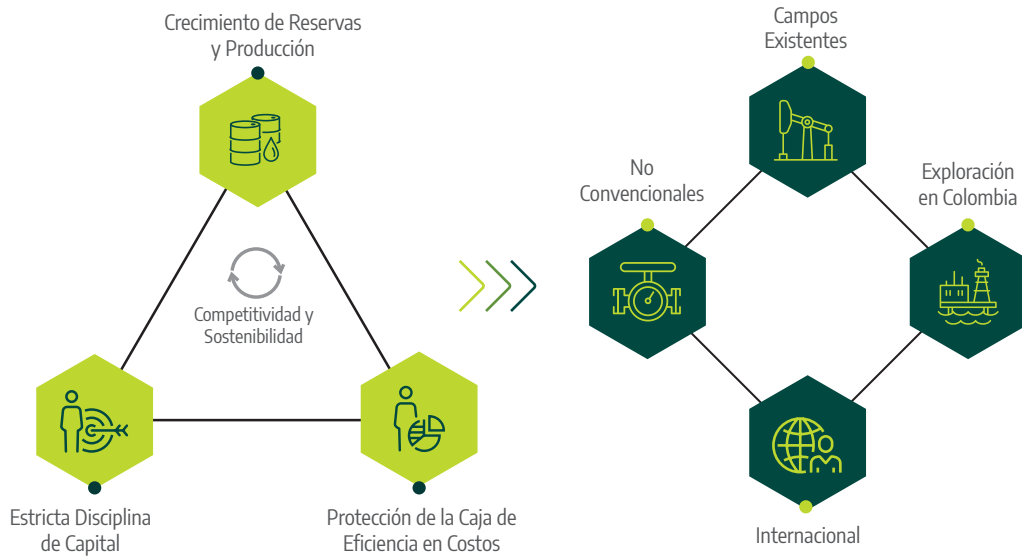 Crecimiento de Reservas
y Producción
Competitividad y
Sostenibilidad
Estricta Disciplina
de Capital
Protección de la Caja de
Eficiencia en Costos
Campos
Existentes
No
Convencionales
Exploración
en Colombia
Internacional